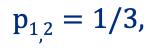 p₁,₂ = 1/3,